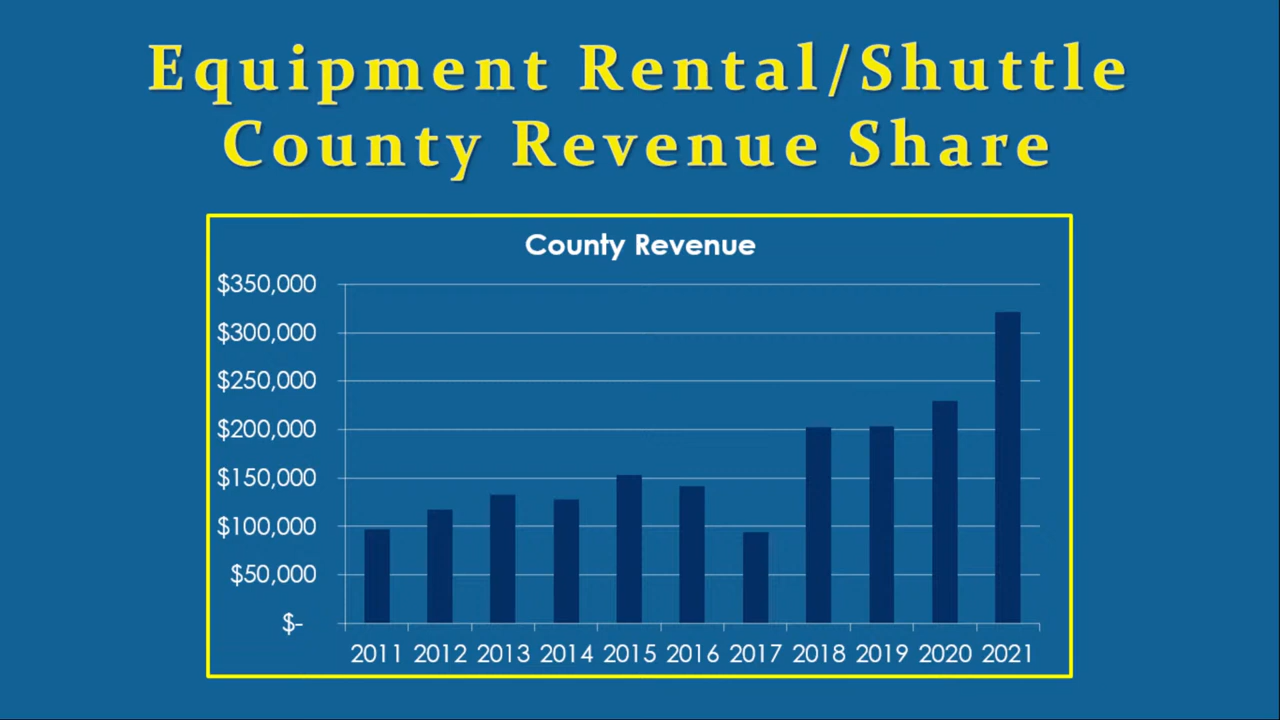 Equipment Rental/Shuttle
County Revenue Share
County Revenue
$350,000
$300,000
$250,000
$200,000
$150,000
$100,000
$50,000
$-
2011 2012 2013 2014 2015 2016 2017 2018 2019 2020 2021